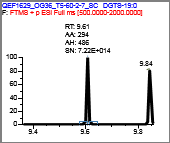 QEF1629_OG36_T5-60-2-7_SC DGTS-19:0
F: FTMS + p ESI Full ms [500.0000-2000.0000]
RT: 9.61
AA: 294
AH: 486
SN: 7.22E+014
100
80
60
40
20
0
9.84
9.4
9.6
9.8